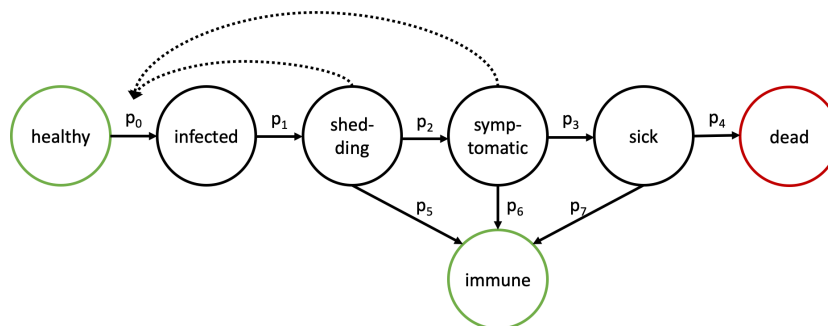 healthy
p₀
infected
p₁
shed-
ding
p₂
symp-
tomatic
p₃
sick
p₄
dead
p₅
p₆
p₇
immune